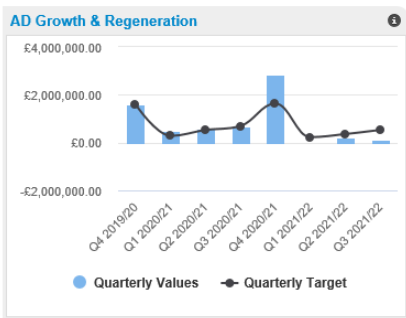 AD Growth & Regeneration
£4,000,000.00
£2,000,000.00
£0.00
-£2,000,000.00
Q4 2019/20
Q1 2020/21
Q2 2020/21
Q3 2020/21
Q4 2020/21
Q1 2021/22
Q2 2021/22
Q3 2021/22
Quarterly Values
Quarterly Target